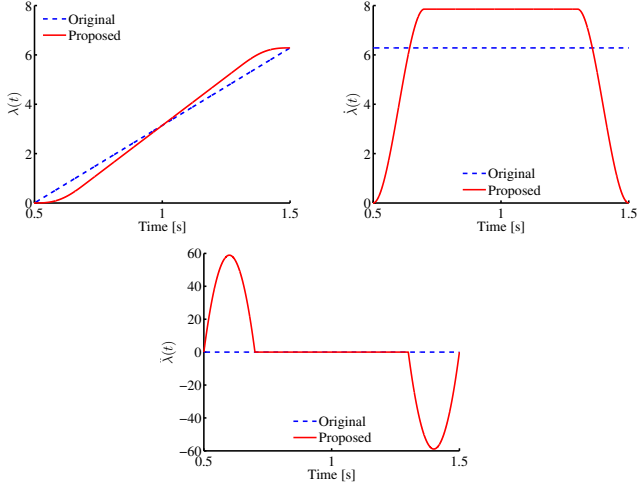 8
6
4
2
0
λ(t)
Original
Proposed
0.5
1
1.5
Time [s]
8
6
4
2
0
λ̇(t)
Original
Proposed
0.5
1
1.5
Time [s]
60
40
20
0
−20
−40
−60
λ̈(t)
Original
Proposed
0.5
1
1.5
Time [s]